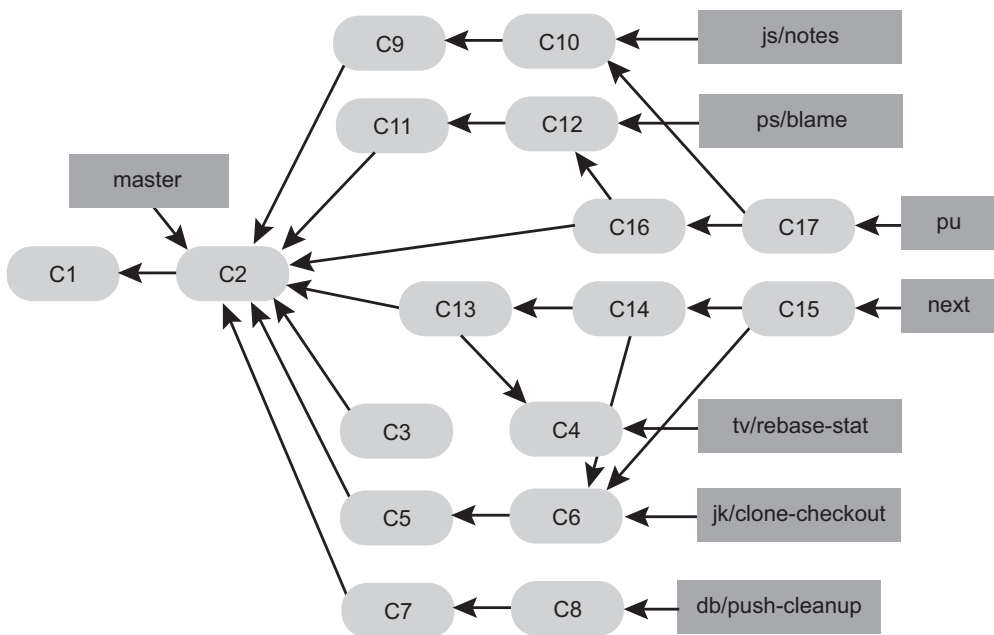 C9
C10
js/notes
C11
C12
ps/blame
master
C16
C17
pu
C1
C2
C13
C14
C15
next
C3
C4
tv/rebase-stat
C5
C6
jk/clone-checkout
C7
C8
db/push-cleanup